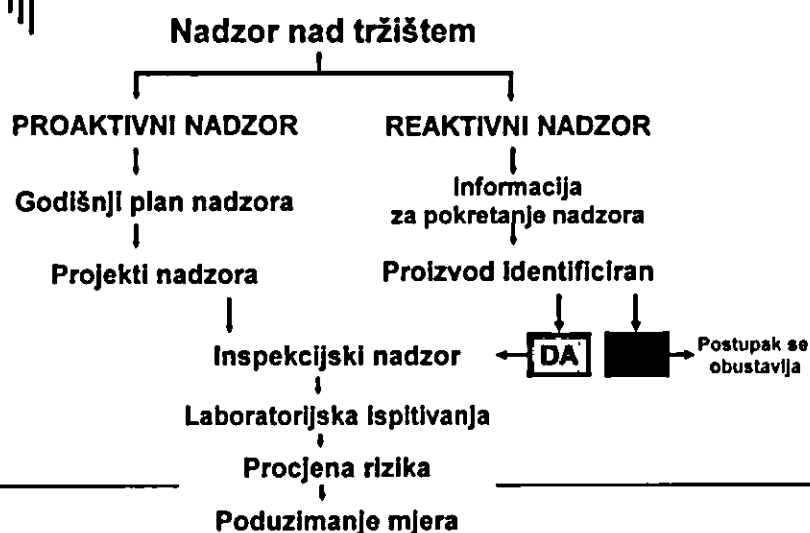 Nadzor nad tržištem
PROAKTIVNI NADZOR
REAKTIVNI NADZOR
Godišnji plan nadzora
Informacija
za pokretanje nadzora
Projekti nadzora
Proizvod identificiran
Inspekcijski nadzor
DA
Postupak se
obustavlja
Laboratorijska ispitivanja
Procjena rizika
Poduzimanje mjera